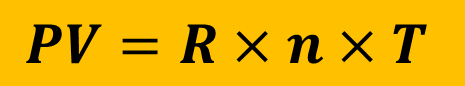 PV = R × n × T